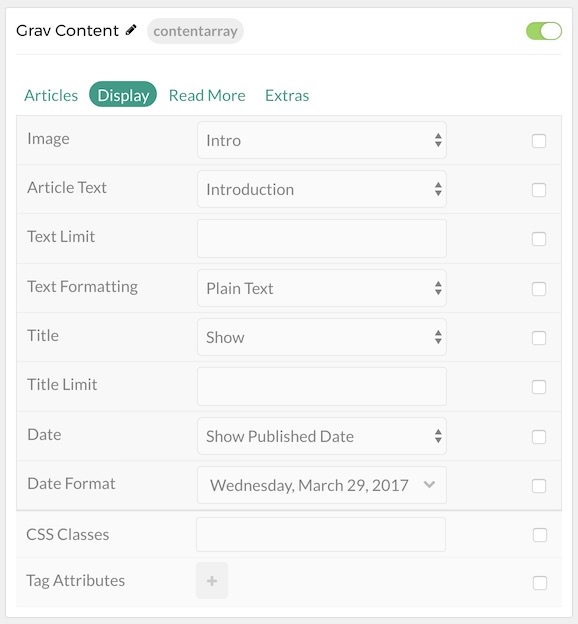 Grav Content contentarray
Articles Display Read More Extras
Image Intro
Article Text Introduction
Text Limit
Text Formatting Plain Text
Title Show
Title Limit
Date Show Published Date
Date Format Wednesday, March 29, 2017
CSS Classes
Tag Attributes +